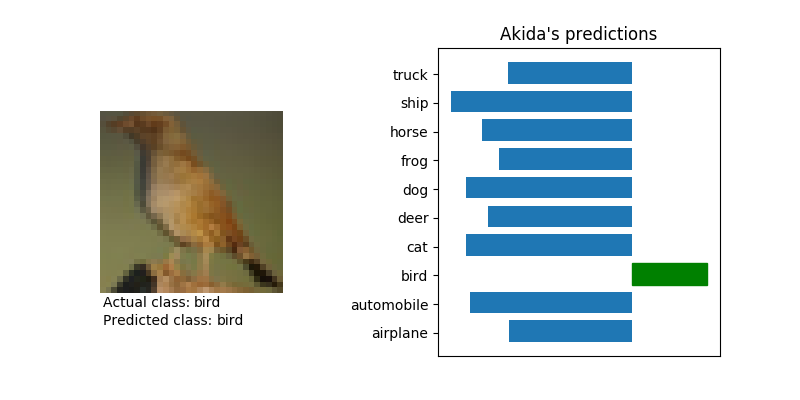 Akida's predictions
truck
ship
horse
frog
dog
deer
cat
bird
automobile
airplane
Actual class: bird
Predicted class: bird